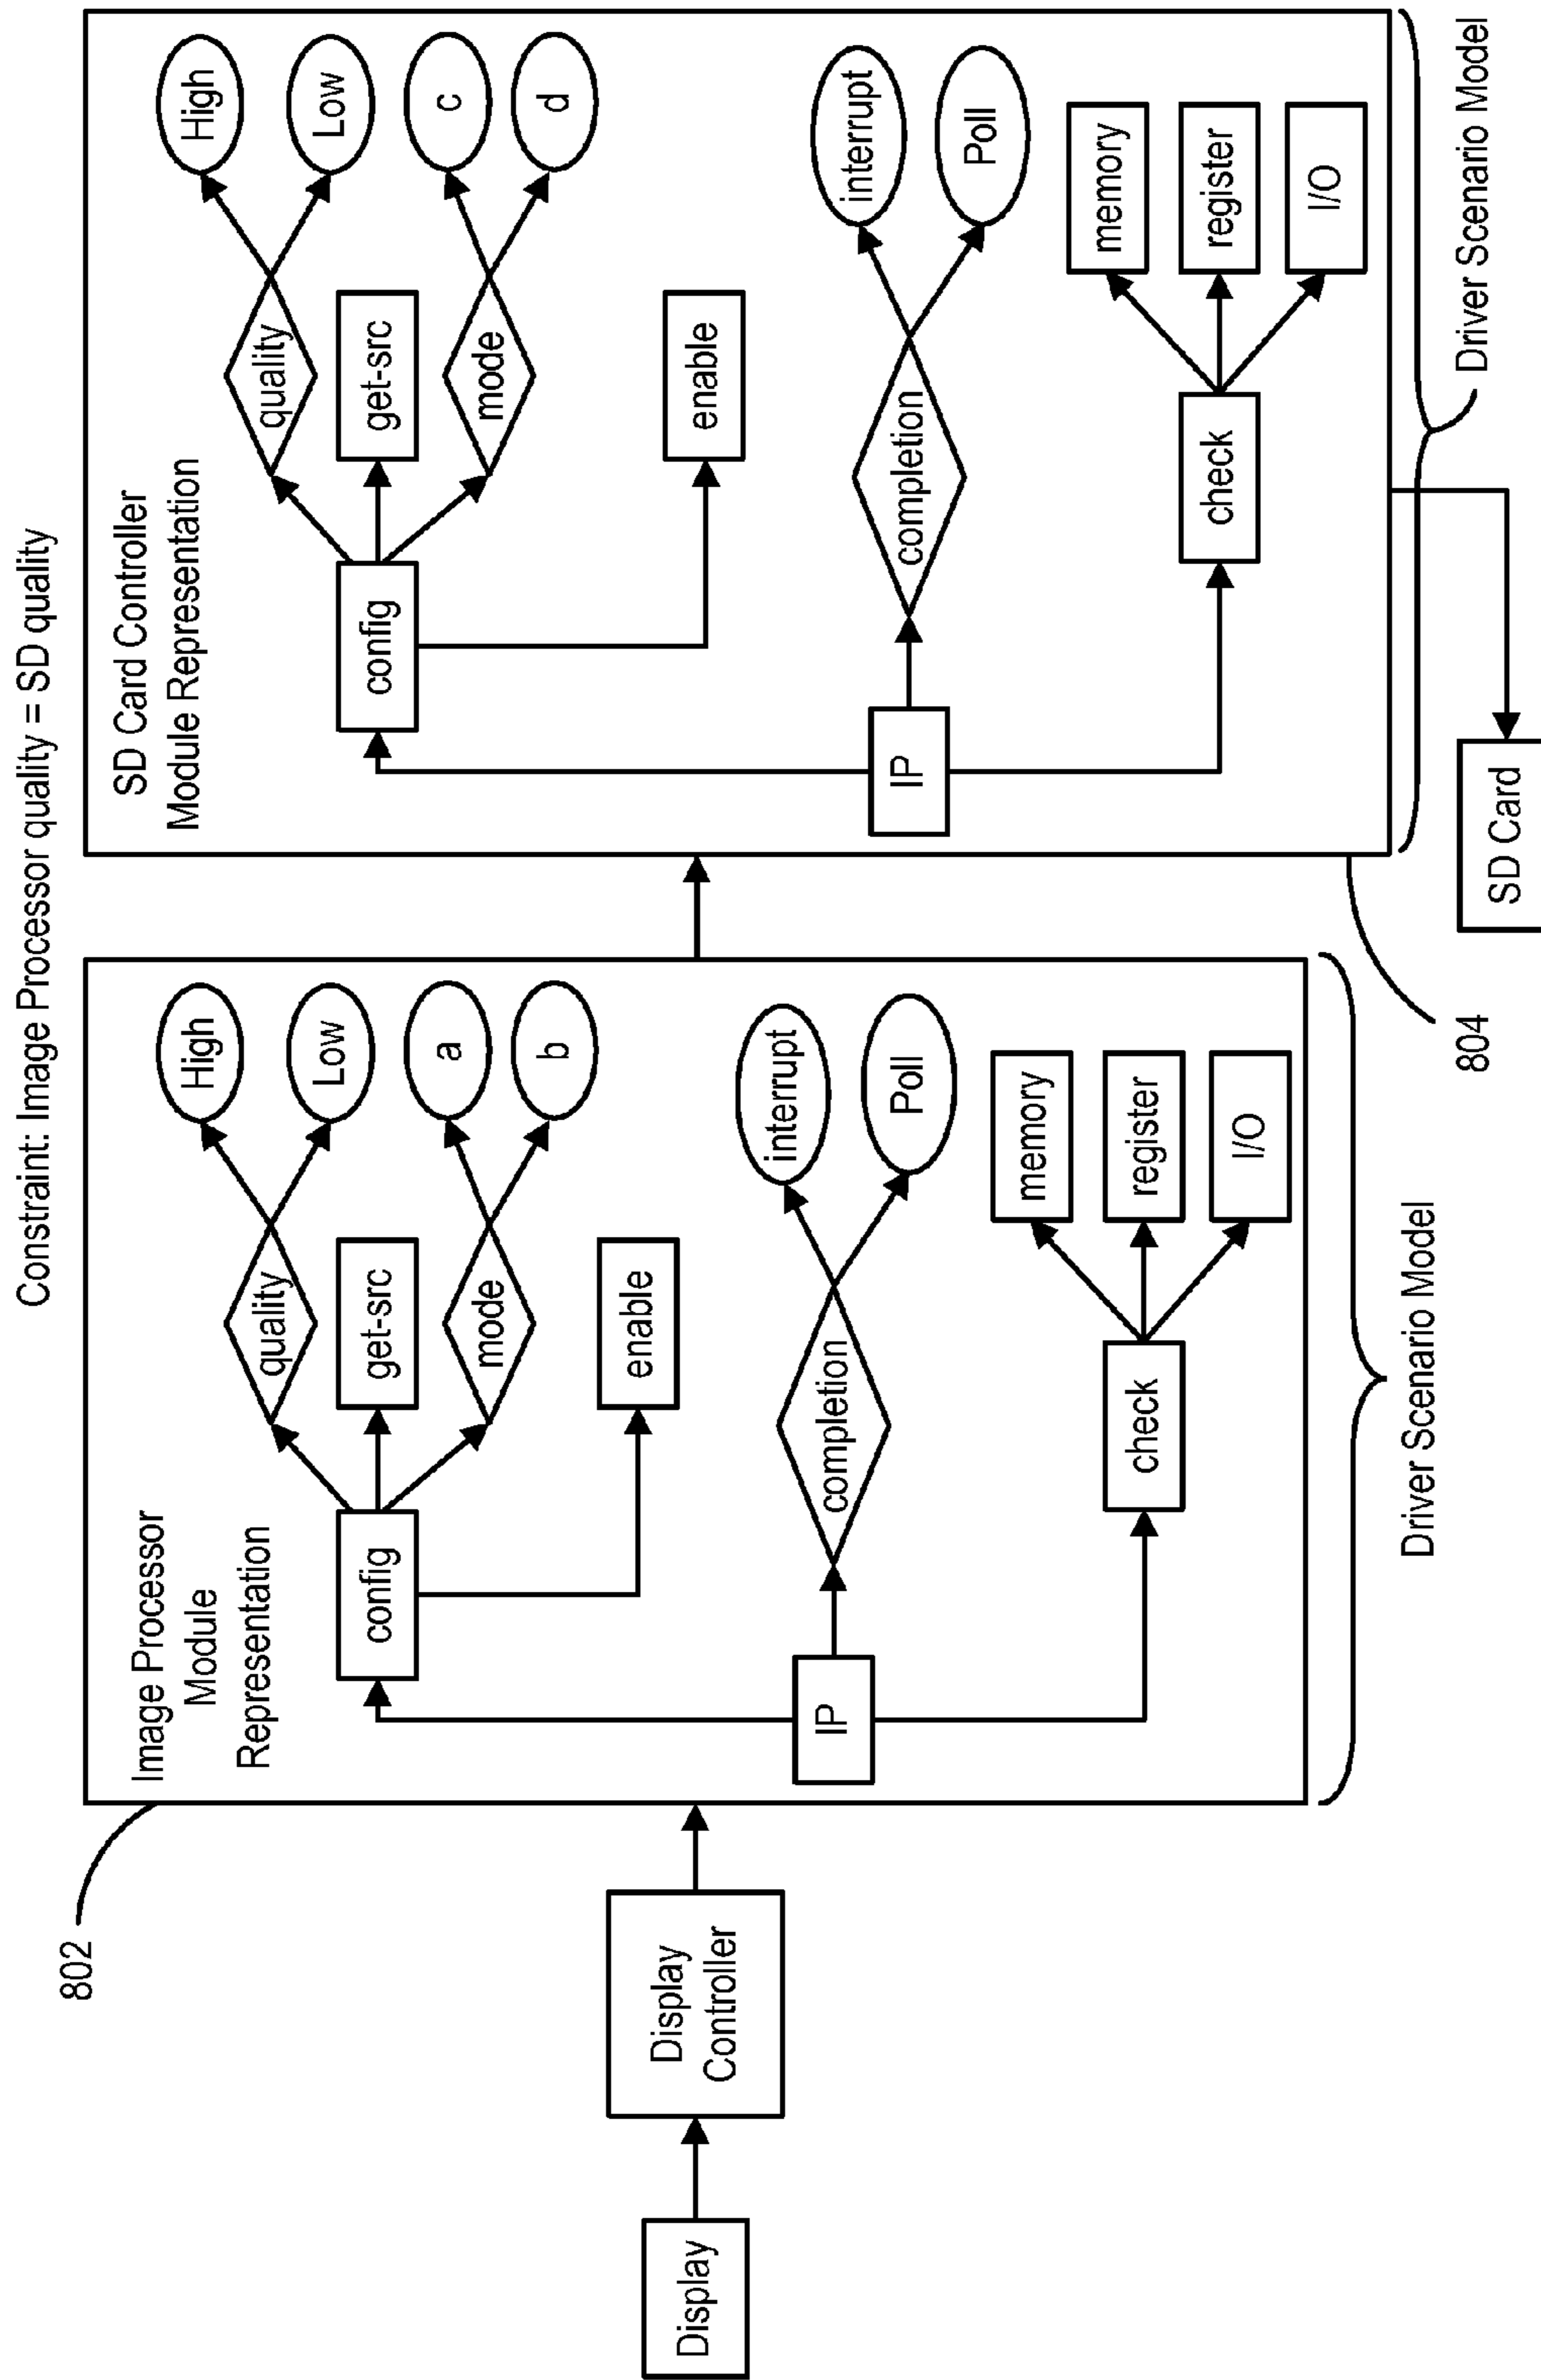 Constraint: Image Processor quality = SD quality
802
Display
Display
Controller
Image Processor
Module
Representation
config
quality
High
Low
get-src
mode
a
b
enable
IP
completion
interrupt
Poll
check
memory
register
I/O
Driver Scenario Model
SD Card Controller
Module Representation
config
quality
High
Low
get-src
mode
c
d
enable
IP
completion
interrupt
Poll
check
memory
register
I/O
804
SD Card
Driver Scenario Model